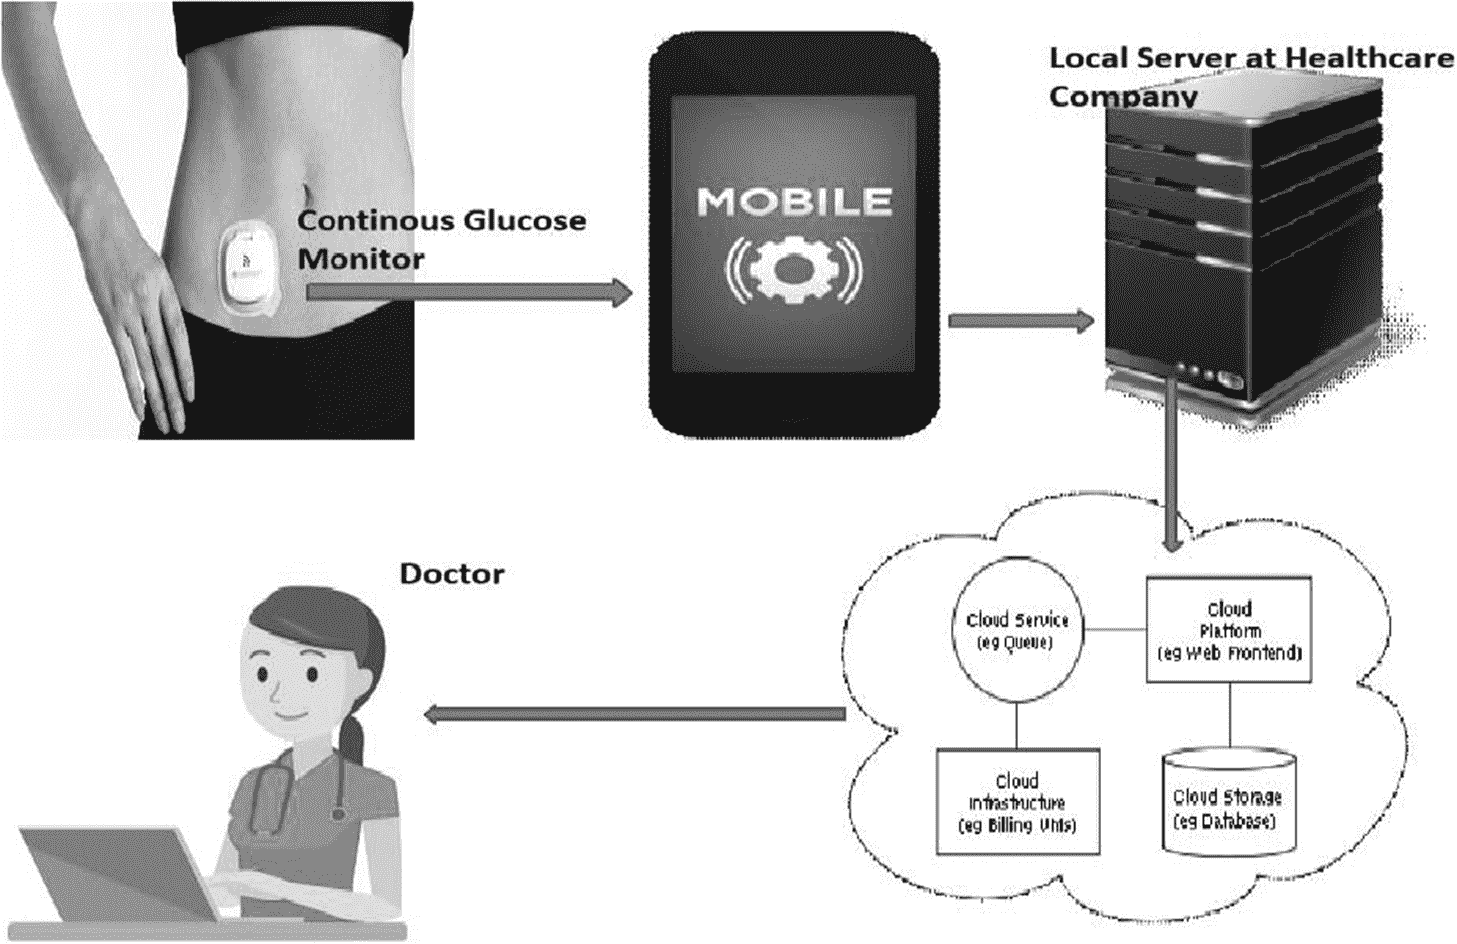 Local Server at Healthcare
Company
Continous Glucose
Monitor
MOBILE
Doctor
Cloud Service
(eg Queue)
Cloud
Platform
(eg Web Frontend)
Cloud
Infrastructure
(eg Billing VMs)
Cloud Storage
(eg Database)